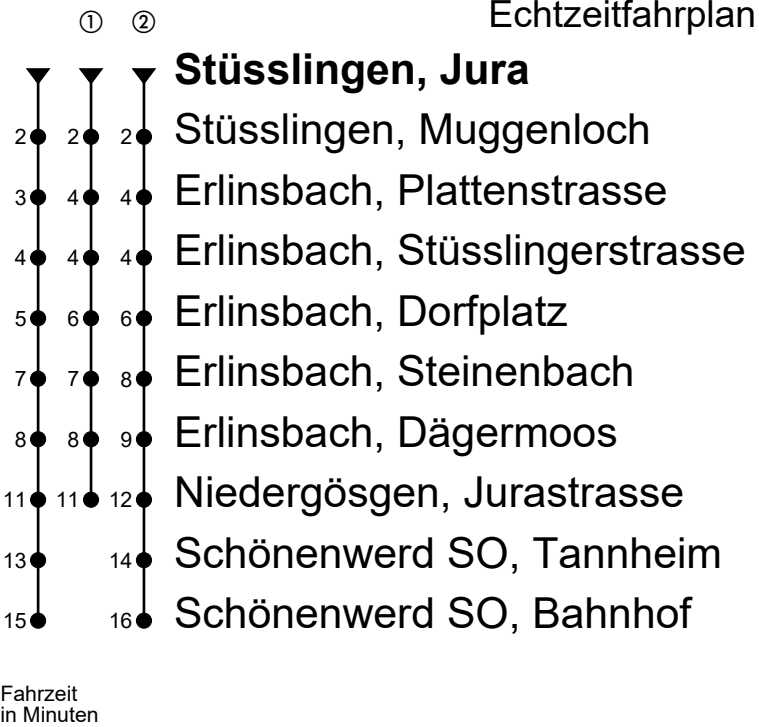 Echtzeitfahrplan
① ②
Stüsslingen, Jura
2 2 2 Stüsslingen, Muggenloch
3 4 4 Erlinsbach, Plattenstrasse
4 4 4 Erlinsbach, Stüsslingerstrasse
5 6 6 Erlinsbach, Dorfplatz
7 7 8 Erlinsbach, Steinenbach
8 8 9 Erlinsbach, Dägermoos
11 11 12 Niedergösgen, Jurastrasse
13 14 Schönenwerd SO, Tannheim
15 16 Schönenwerd SO, Bahnhof
Fahrzeit
in Minuten